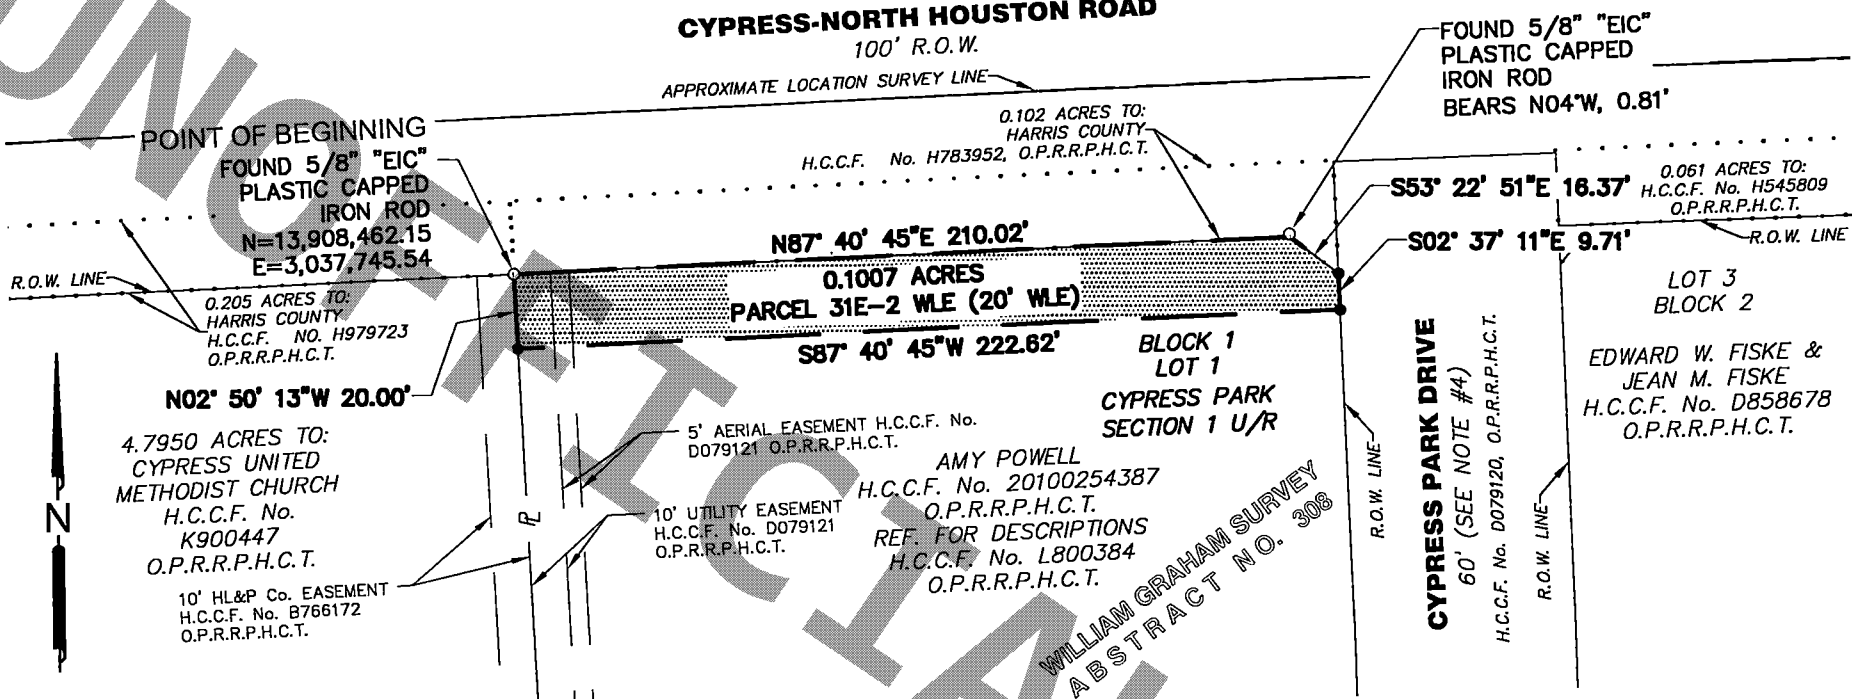 CYPRESS-NORTH HOUSTON ROAD
100' R.O.W.
APPROXIMATE LOCATION SURVEY LINE
FOUND 5/8" "EIC"
PLASTIC CAPPED
IRON ROD
BEARS N04°W, 0.81'
POINT OF BEGINNING
FOUND 5/8" "EIC"
PLASTIC CAPPED
IRON ROD
N=13,908,462.15
E=3,037,745.54
0.102 ACRES TO:
HARRIS COUNTY
H.C.C.F. No. H783952, O.P.R.R.P.H.C.T.
S53° 22' 51"E 16.37'
0.061 ACRES TO:
H.C.C.F. No. H545809
O.P.R.R.P.H.C.T.
S02° 37' 11"E 9.71'
R.O.W. LINE
N87° 40' 45"E 210.02'
0.1007 ACRES
PARCEL 31E-2 WLE (20' WLE)
S87° 40' 45"W 222.62'
R.O.W. LINE
0.205 ACRES TO:
HARRIS COUNTY
H.C.C.F. NO. H979723
O.P.R.R.P.H.C.T.
N02° 50' 13"W 20.00'
BLOCK 1
LOT 1
CYPRESS PARK
SECTION 1 U/R
LOT 3
BLOCK 2
EDWARD W. FISKE &
JEAN M. FISKE
H.C.C.F. No. D858678
O.P.R.R.P.H.C.T.
N
4.7950 ACRES TO:
CYPRESS UNITED
METHODIST CHURCH
H.C.C.F. No.
K900447
O.P.R.R.P.H.C.T.
10' HL&P Co. EASEMENT
H.C.C.F. No. B766172
O.P.R.R.P.H.C.T.
PL
5' AERIAL EASEMENT H.C.C.F. No.
D079121 O.P.R.R.P.H.C.T.
10' UTILITY EASEMENT
H.C.C.F. No. D079121
O.P.R.R.P.H.C.T.
AMY POWELL
H.C.C.F. No. 20100254387
O.P.R.R.P.H.C.T.
REF. FOR DESCRIPTIONS
H.C.C.F. No. L800384
O.P.R.R.P.H.C.T.
WILLIAM GRAHAM SURVEY
ABSTRACT NO. 308
R.O.W. LINE
CYPRESS PARK DRIVE
60' (SEE NOTE #4)
H.C.C.F. No. D079120, O.P.R.R.P.H.C.T.
R.O.W. LINE
UNOFFICIAL